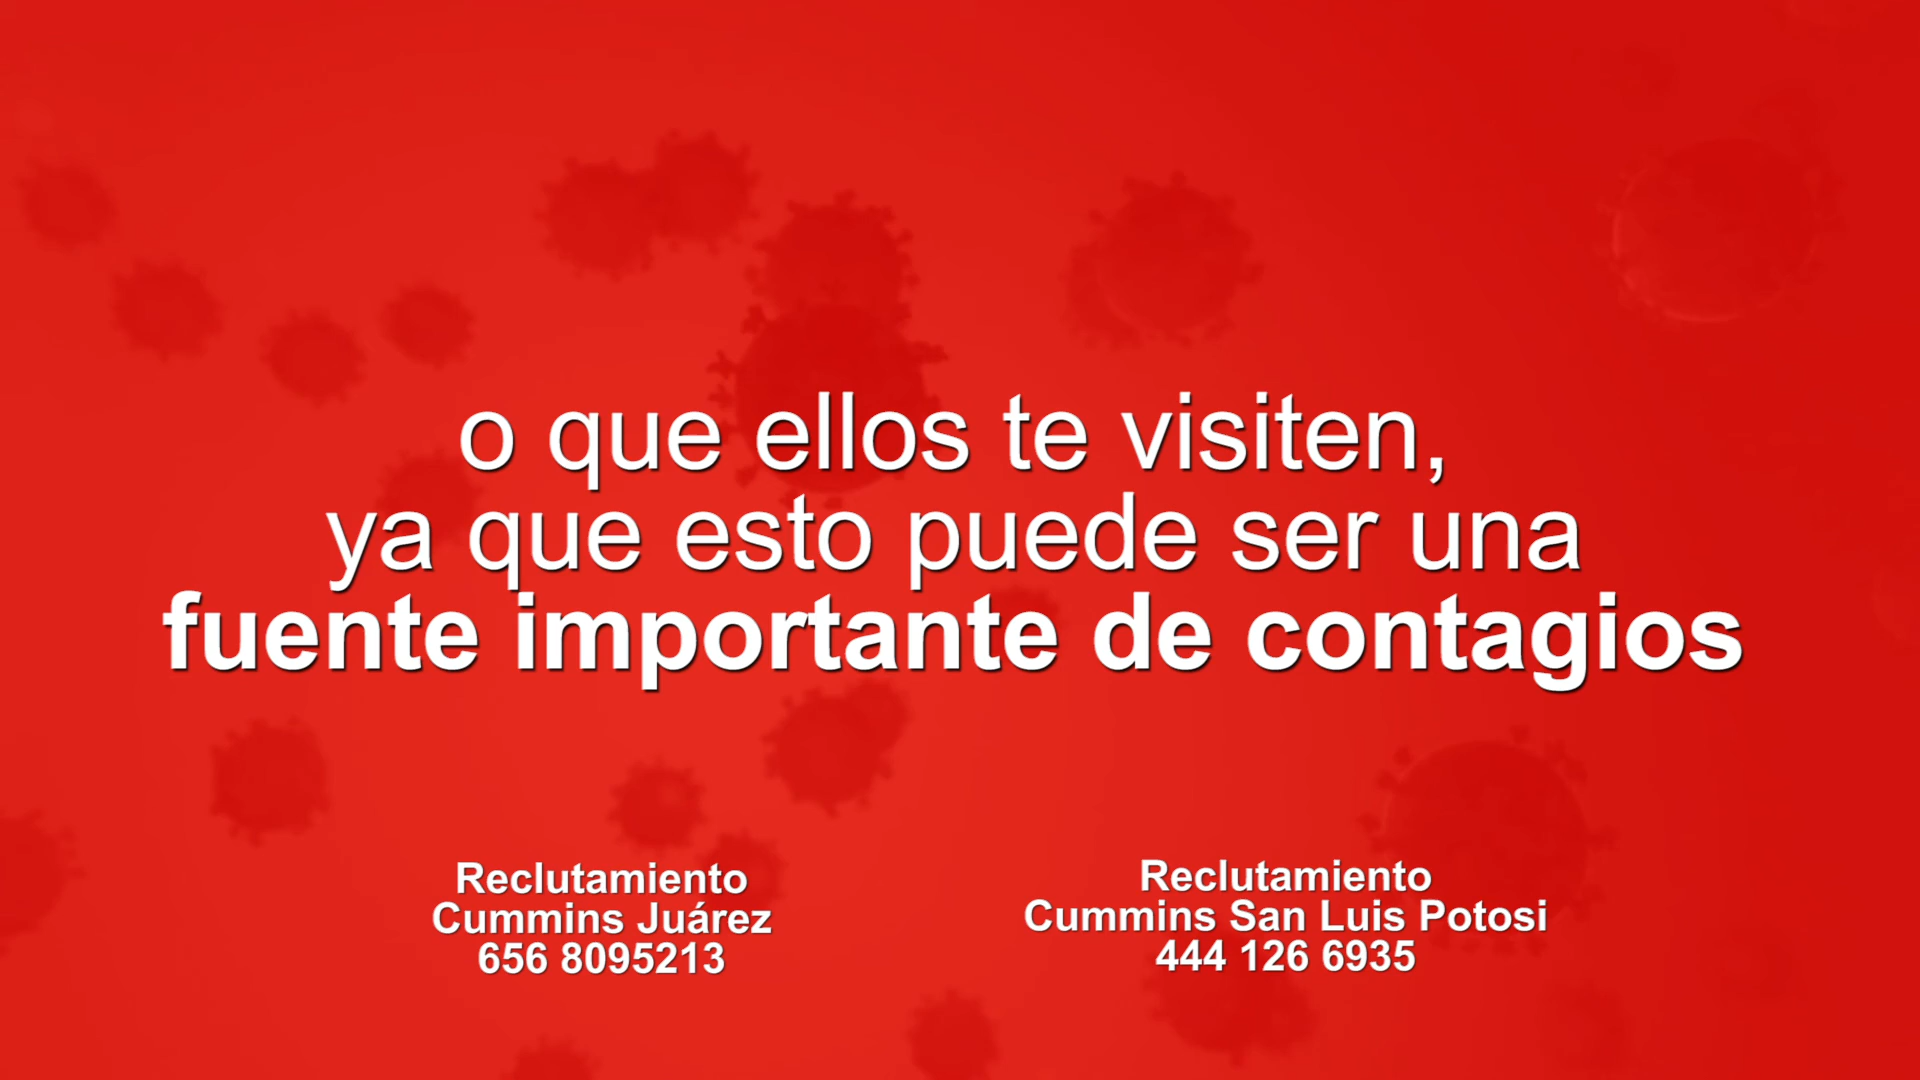 o que ellos te visiten,
ya que esto puede ser una
fuente importante de contagios
Reclutamiento
Cummins Juárez
656 8095213
Reclutamiento
Cummins San Luis Potosi
444 126 6935